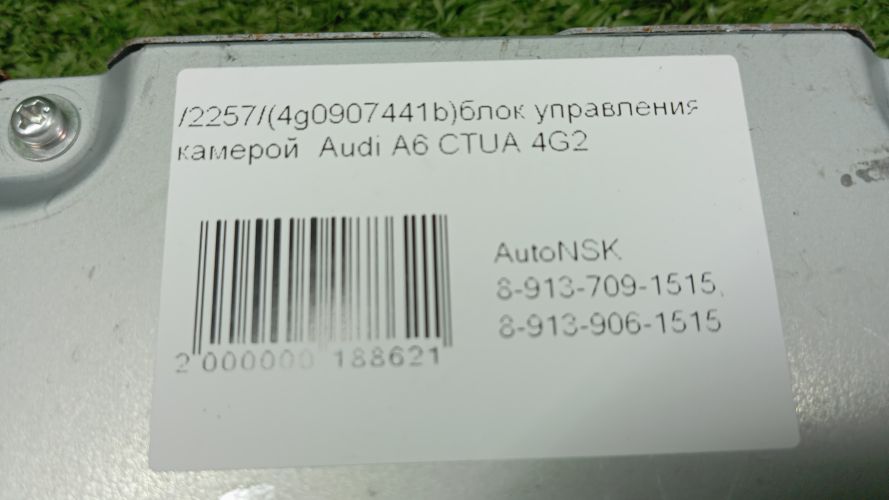 /2257/(4g0907441b)блок управления
камерой Audi A6 CTUA 4G2
AutoNSK
8-913-709-1515,
8-913-906-1515
2 000000 188621